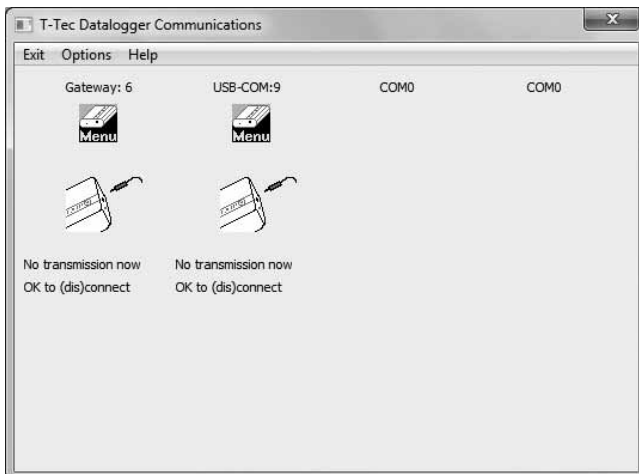 T-Tec Datalogger Communications
Exit Options Help
Gateway: 6 USB-COM:9 COM0 COM0
Menu Menu
No transmission now No transmission now
OK to (dis)connect OK to (dis)connect